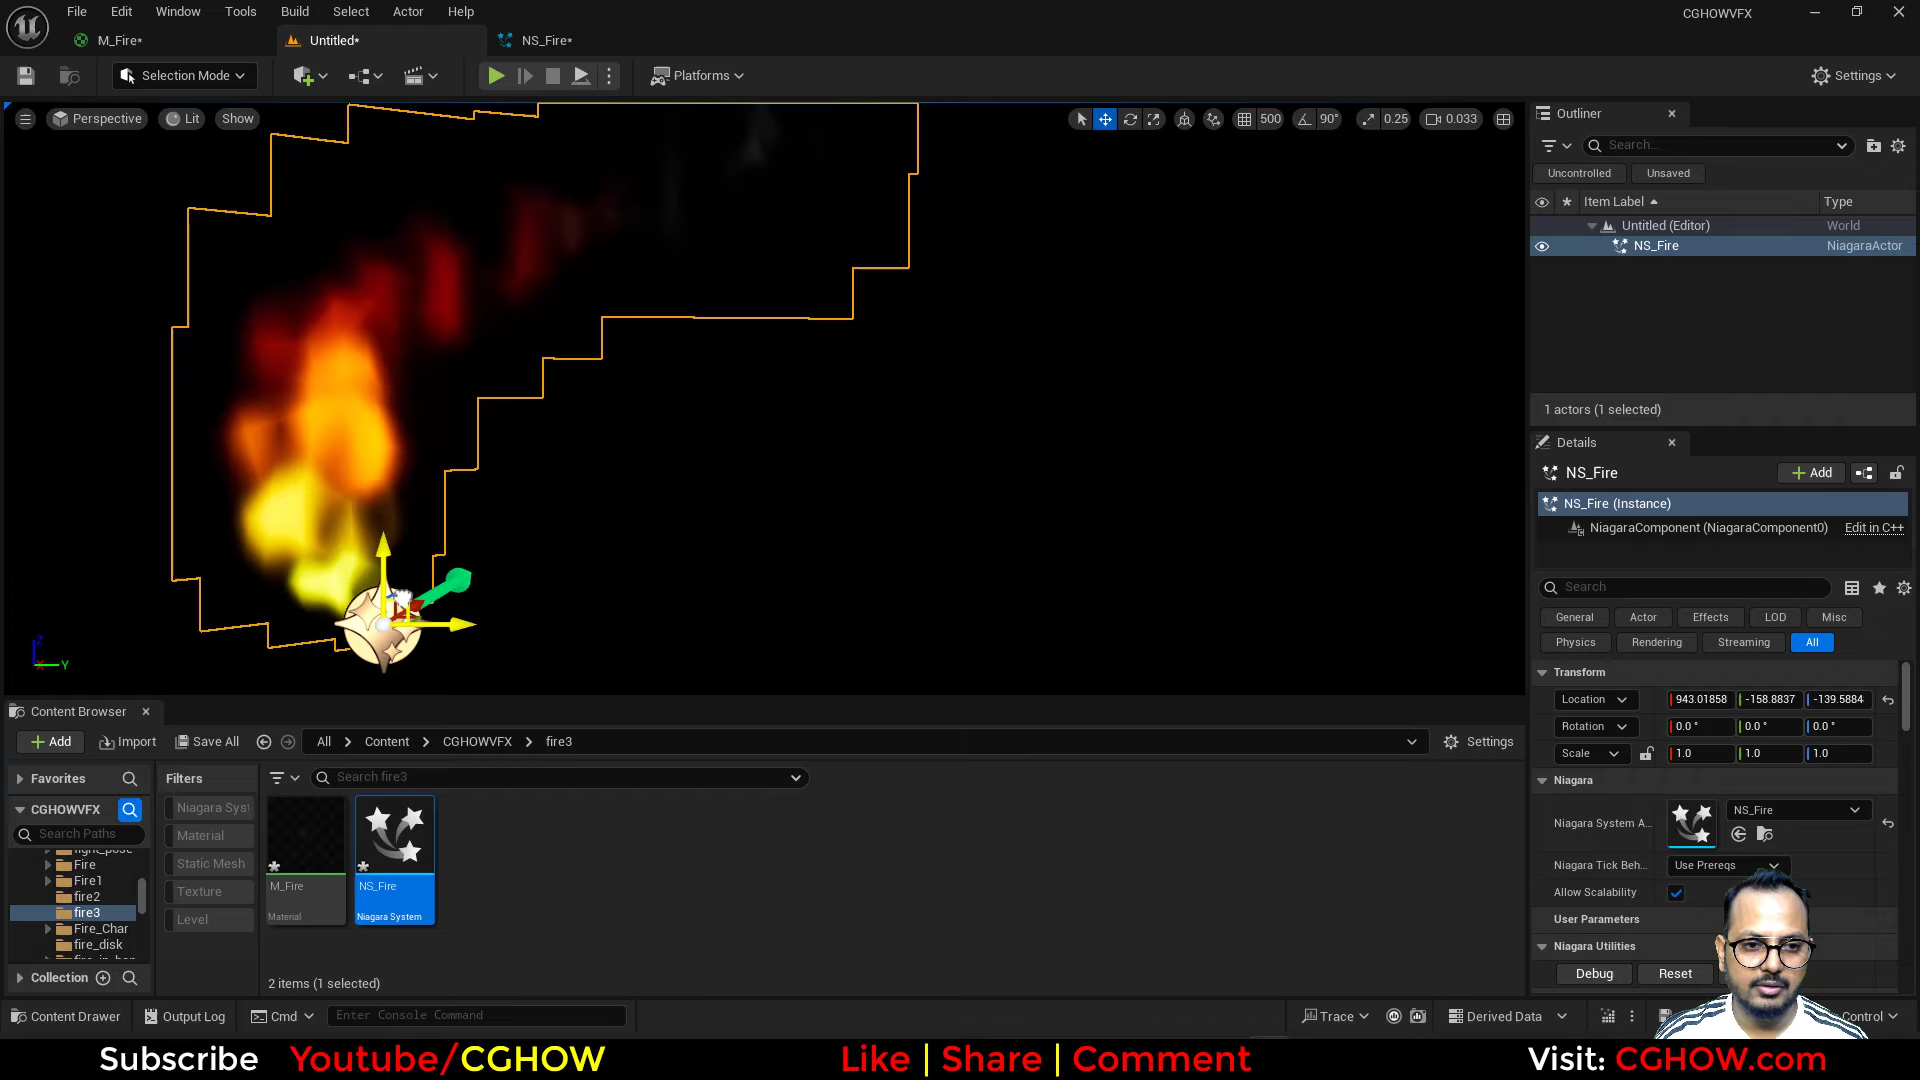 File Edit Window Tools Build Select Actor Help
CGHOWVFX
M_Fire*
Untitled*
NS_Fire*
Selection Mode
Platforms
Settings
Perspective
Lit
Show
500
90°
0.25
0.033
Z
X
Y
Outliner
Search...
Uncontrolled
Unsaved
Item Label
Type
Untitled (Editor)
World
NS_Fire
NiagaraActor
1 actors (1 selected)
Details
NS_Fire
Add
NS_Fire (Instance)
NiagaraComponent (NiagaraComponent0)
Edit in C++
Search
General
Actor
Effects
LOD
Misc
Physics
Rendering
Streaming
All
Transform
Location
943.01858
-158.8837
-139.5884
Rotation
0.0 °
0.0 °
0.0 °
Scale
1.0
1.0
1.0
Niagara
Niagara System A...
NS_Fire
Niagara Tick Beh...
Use Prereqs
Allow Scalability
User Parameters
Niagara Utilities
Debug
Reset
Content Browser
Add
Import
Save All
All
Content
CGHOWVFX
fire3
Settings
Favorites
CGHOWVFX
Search Paths
Fire
Fire1
fire2
fire3
Fire_Char
fire_disk
Collection
Filters
Niagara Syst
Material
Static Mesh
Texture
Level
Search fire3
M_Fire
Material
NS_Fire
Niagara System
2 items (1 selected)
Content Drawer
Output Log
Cmd
Enter Console Command
Trace
Derived Data
Control
Subscribe Youtube/CGHOW
Like | Share | Comment
Visit: CGHOW.com